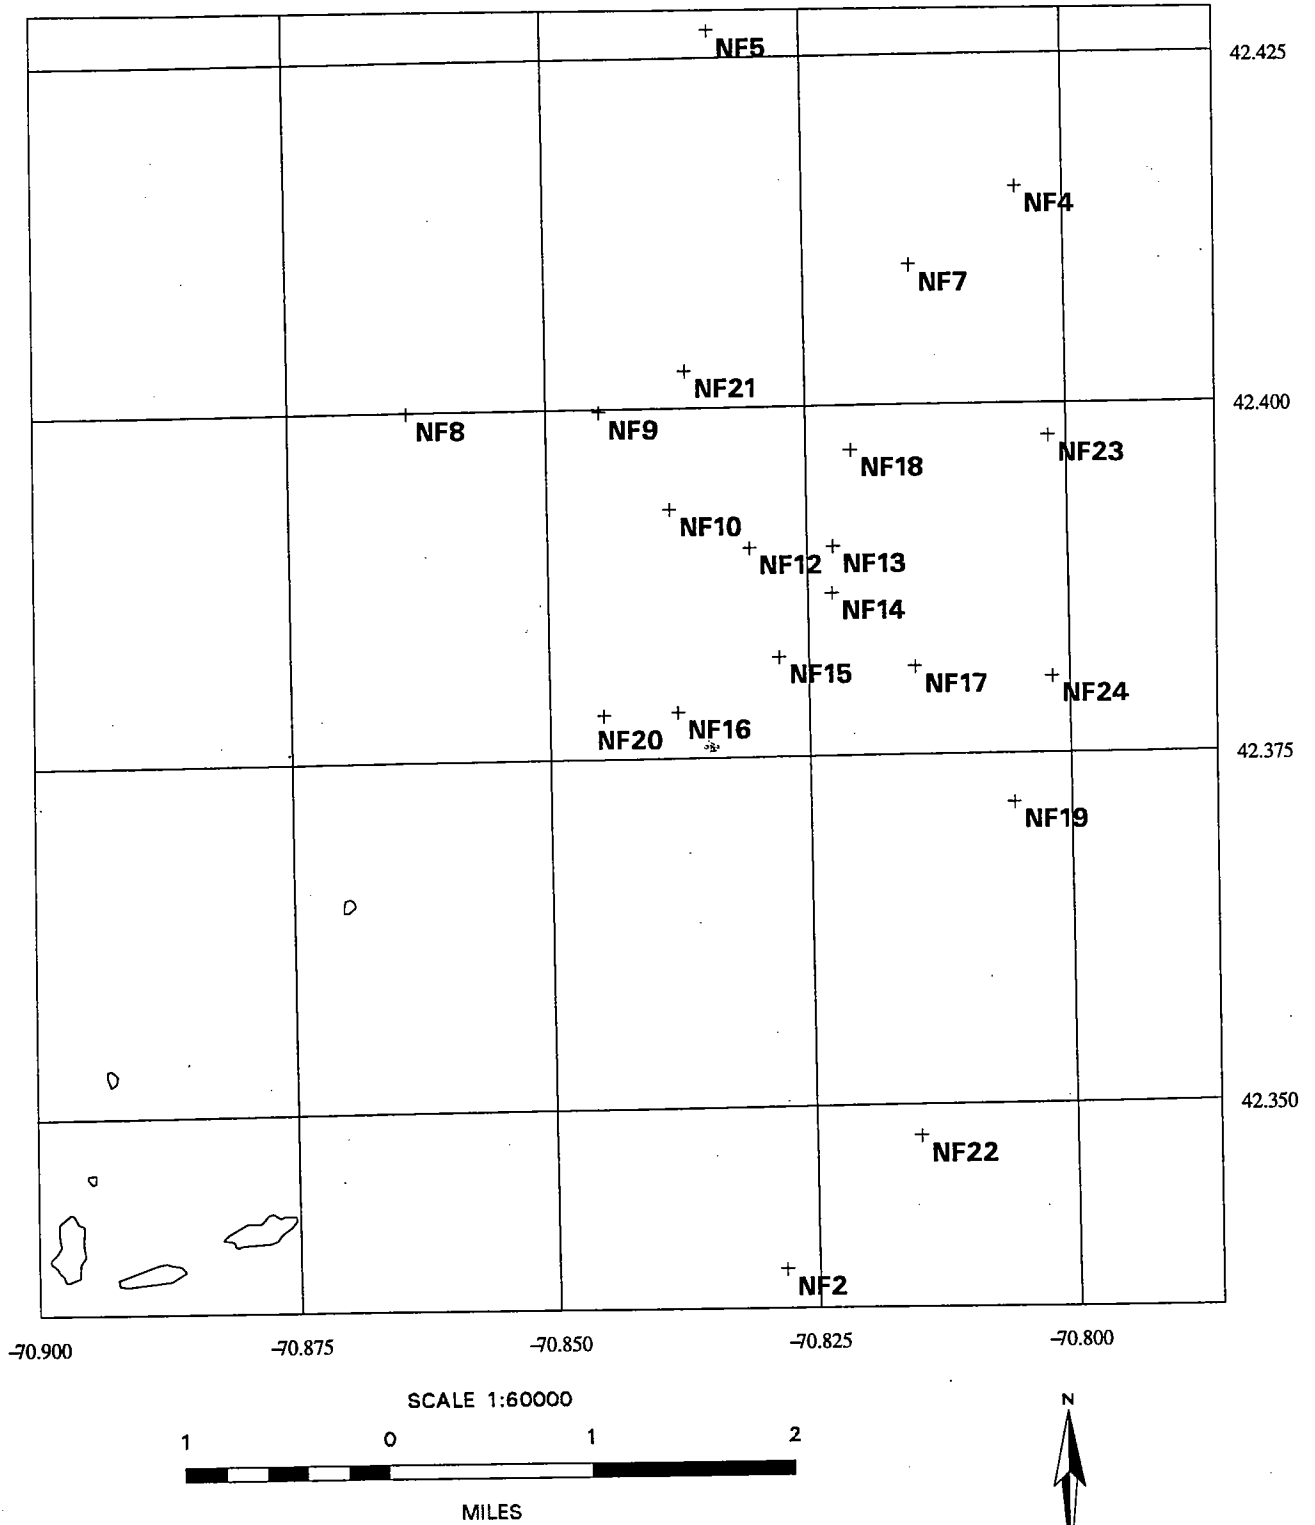 NF5
42.425
NF4
NF7
NF21
42.400
NF8
NF9
NF23
NF18
NF10
NF12
NF13
NF14
NF15
NF17
NF24
NF16
NF20
42.375
NF19
42.350
NF22
NF2
-70.900
-70.875
-70.850
-70.825
-70.800
SCALE 1:60000
N
1 0 1 2
MILES